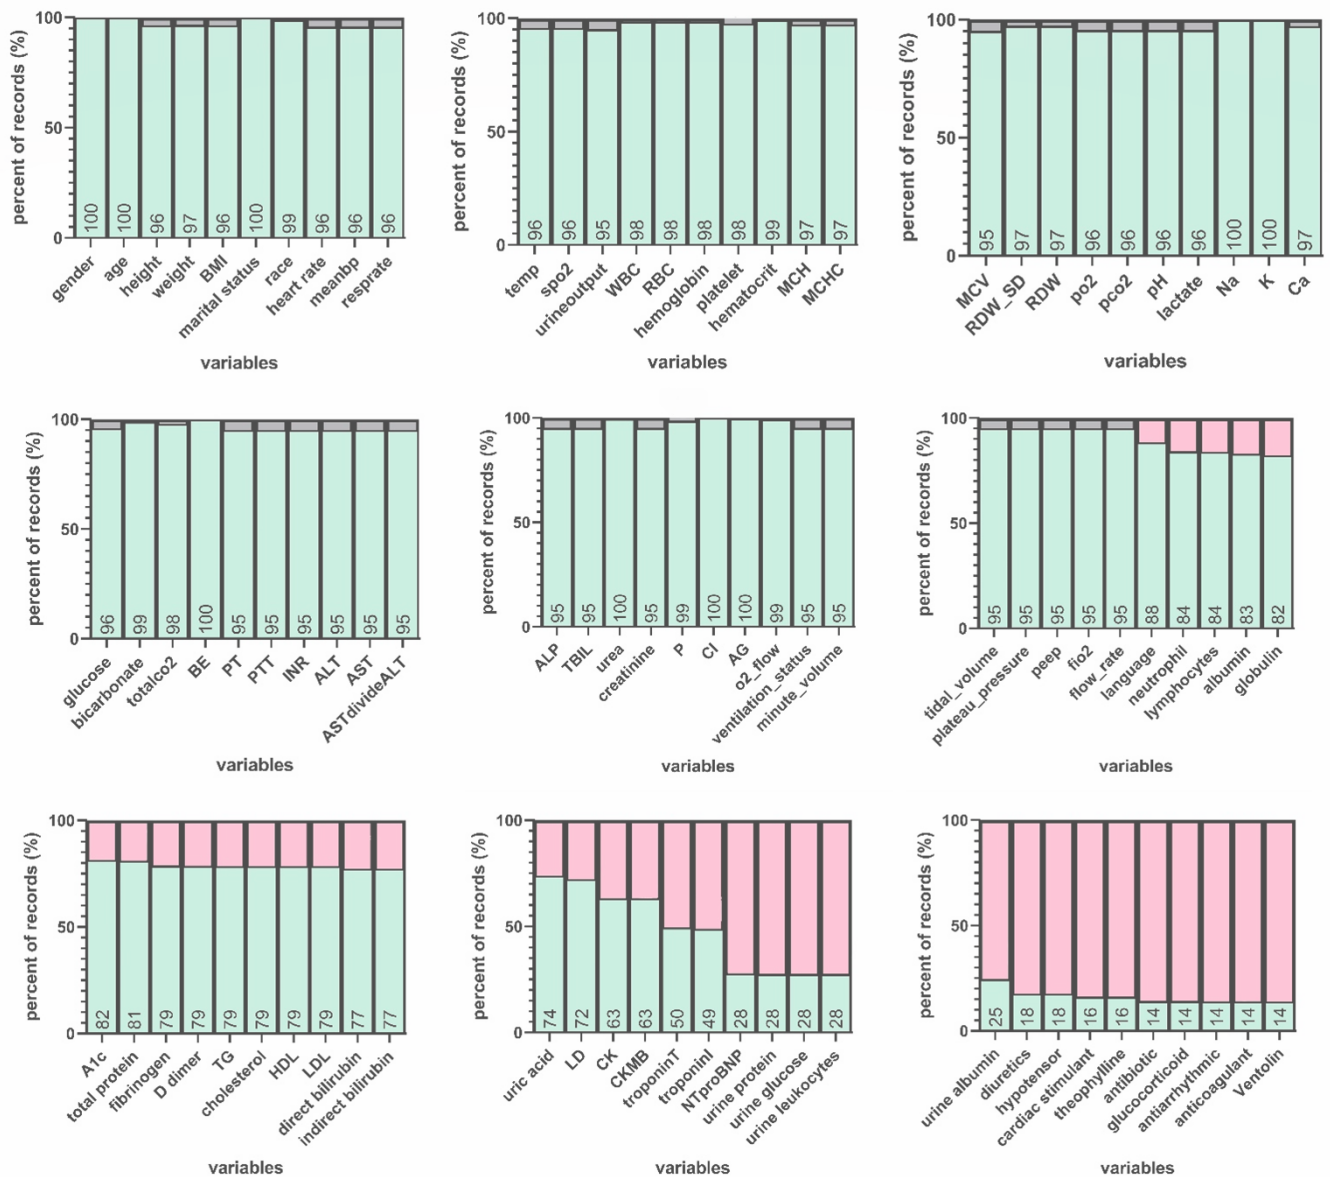 percent of records (%)
100
50
0
100 100 96 97 96 100 99 96 96 96
gender age height weight BMI marital status race heart rate meanbp resprate
variables
percent of records (%)
100
50
0
96 96 95 98 98 98 98 99 97 97
temp spo2 urineoutput WBC RBC hemoglobin platelet hematocrit MCH MCHC
variables
percent of records (%)
100
50
0
95 97 97 96 96 96 96 100 100 97
MCV RDW_SD RDW po2 pco2 pH lactate Na K Ca
variables
percent of records (%)
100
50
0
96 99 98 100 95 95 95 95 95 95
glucose bicarbonate totalco2 BE PT PTT INR ALT AST ASTdivideALT
variables
percent of records (%)
100
50
0
95 95 100 95 99 100 100 99 95 95
ALP TBIL urea creatinine P Cl AG o2_flow ventilation_status minute_volume
variables
percent of records (%)
100
50
0
95 95 95 95 95 88 84 84 83 82
tidal_volume plateau_pressure peep fio2 flow_rate language neutrophil lymphocytes albumin globulin
variables
percent of records (%)
100
50
0
82 81 79 79 79 79 79 79 77 77
A1c total protein fibrinogen D dimer TG cholesterol HDL LDL direct bilirubin indirect bilirubin
variables
percent of records (%)
100
50
0
74 72 63 63 50 49 28 28 28 28
uric acid LD CK CKMB troponinT troponinI NTproBNP urine protein urine glucose urine leukocytes
variables
percent of records (%)
100
50
0
25 18 18 16 16 14 14 14 14 14
urine albumin diuretics hypotensor cardiac stimulant theophylline antibiotic glucocorticoid antiarrhythmic anticoagulant Ventolin
variables